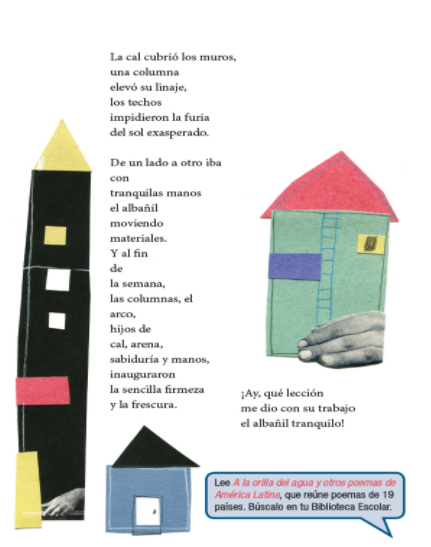 La cal cubrió los muros,
una columna
elevó su linaje,
los techos
impidieron la furia
del sol exasperado.
De un lado a otro iba
con
tranquilas manos
el albañil
moviendo
materiales.
Y al fin
de
la semana,
las columnas, el
arco,
hijos de
cal, arena,
sabiduría y manos,
inauguraron
la sencilla firmeza
y la frescura.
¡Ay, qué lección
me dio con su trabajo
el albañil tranquilo!
Lee A la orilla del agua y otros poemas de
América Latina, que reúne poemas de 19
países. Búscalo en tu Biblioteca Escolar.